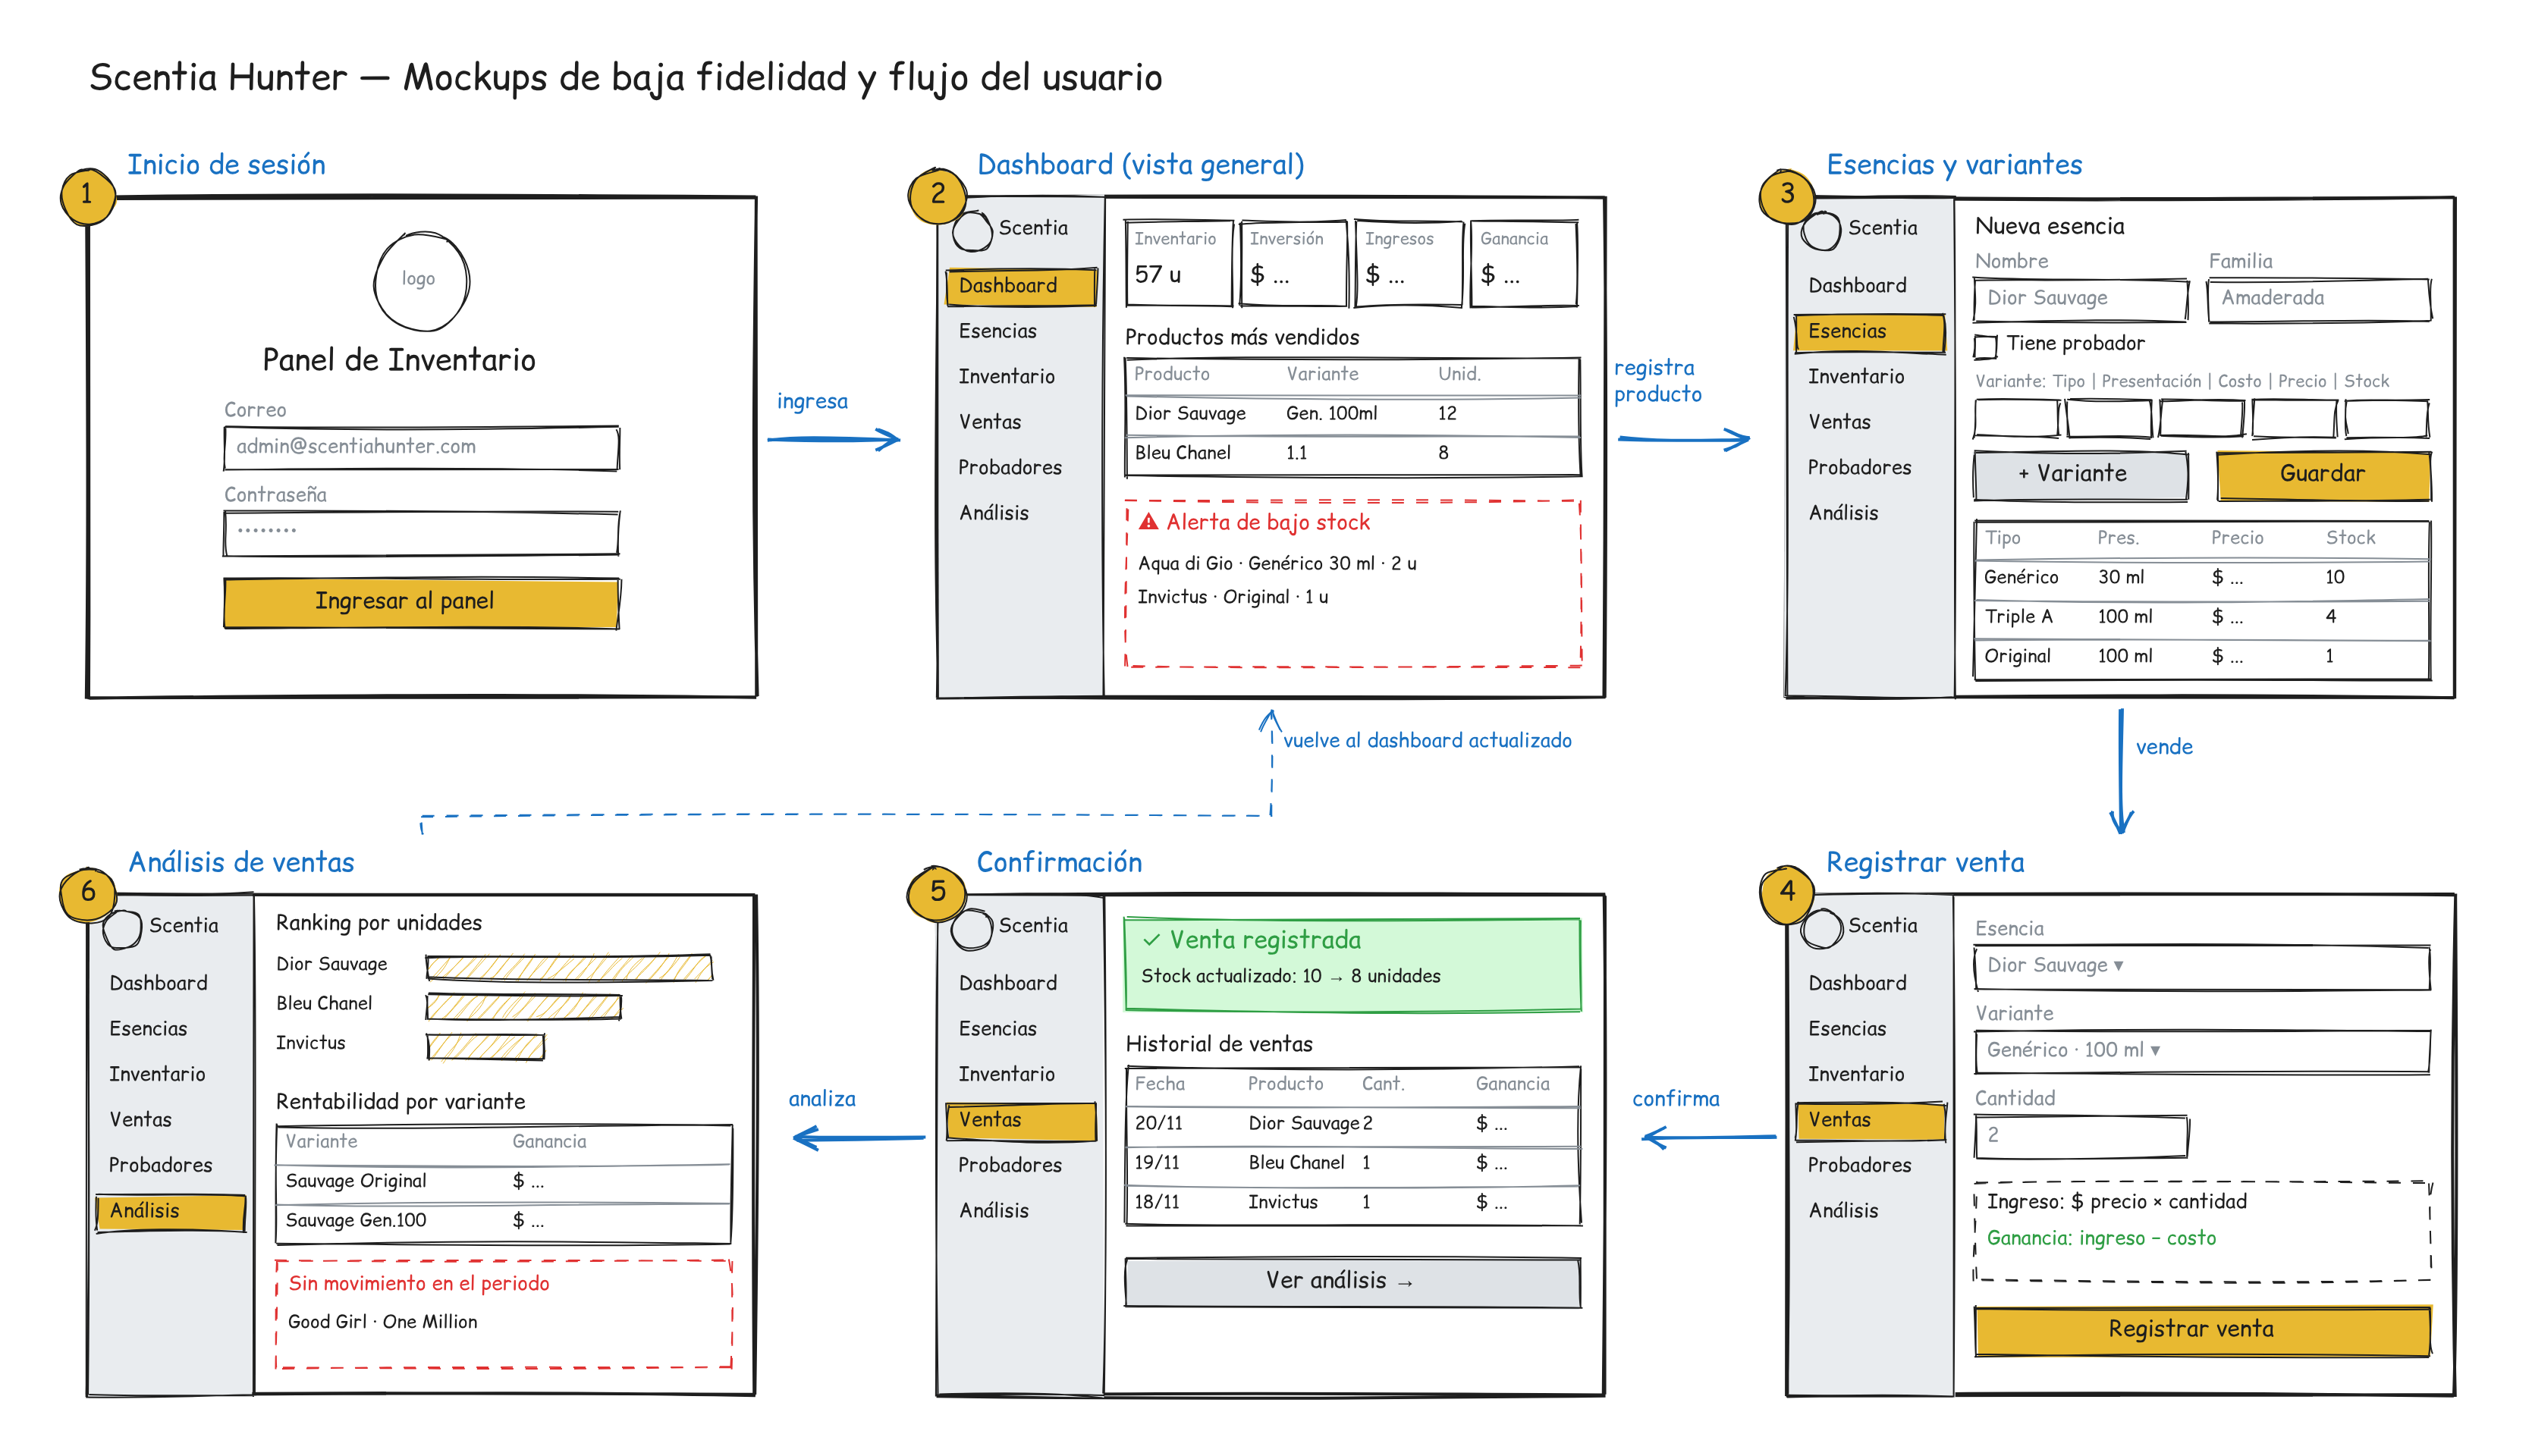 Scentia Hunter — Mockups de baja fidelidad y flujo del usuario
1
Inicio de sesión
logo
Panel de Inventario
Correo
admin@scentiahunter.com
Contraseña
••••••••
Ingresar al panel
ingresa
2
Dashboard (vista general)
Scentia
Dashboard
Esencias
Inventario
Ventas
Probadores
Análisis
Inventario
57 u
Inversión
$ ...
Ingresos
$ ...
Ganancia
$ ...
Productos más vendidos
Producto Variante Unid.
Dior Sauvage Gen. 100ml 12
Bleu Chanel 1.1 8
⚠ Alerta de bajo stock
Aqua di Gio · Genérico 30 ml · 2 u
Invictus · Original · 1 u
registra
producto
3
Esencias y variantes
Scentia
Dashboard
Esencias
Inventario
Ventas
Probadores
Análisis
Nueva esencia
Nombre Familia
Dior Sauvage Amaderada
Tiene probador
Variante: Tipo | Presentación | Costo | Precio | Stock
+ Variante Guardar
Tipo Pres. Precio Stock
Genérico 30 ml $ ... 10
Triple A 100 ml $ ... 4
Original 100 ml $ ... 1
vuelve al dashboard actualizado
vende
4
Registrar venta
Scentia
Dashboard
Esencias
Inventario
Ventas
Probadores
Análisis
Esencia
Dior Sauvage ▾
Variante
Genérico · 100 ml ▾
Cantidad
2
Ingreso: $ precio × cantidad
Ganancia: ingreso − costo
Registrar venta
confirma
5
Confirmación
Scentia
Dashboard
Esencias
Inventario
Ventas
Probadores
Análisis
✓ Venta registrada
Stock actualizado: 10 → 8 unidades
Historial de ventas
Fecha Producto Cant. Ganancia
20/11 Dior Sauvage 2 $ ...
19/11 Bleu Chanel 1 $ ...
18/11 Invictus 1 $ ...
Ver análisis →
analiza
6
Análisis de ventas
Scentia
Dashboard
Esencias
Inventario
Ventas
Probadores
Análisis
Ranking por unidades
Dior Sauvage
Bleu Chanel
Invictus
Rentabilidad por variante
Variante Ganancia
Sauvage Original $ ...
Sauvage Gen.100 $ ...
Sin movimiento en el periodo
Good Girl · One Million